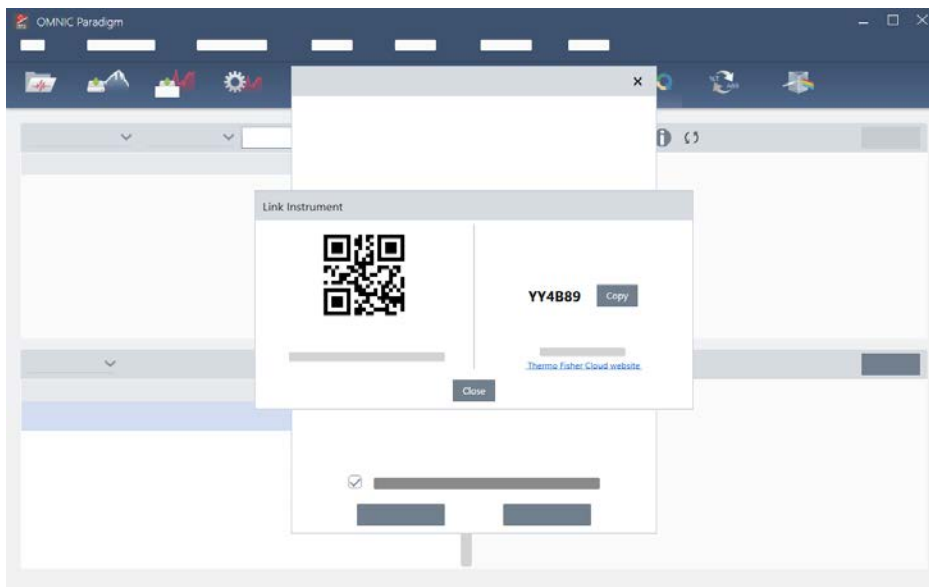 OMNIC Paradigm
Link Instrument
YY4B89
Copy
Thermo Fisher Cloud website
Close